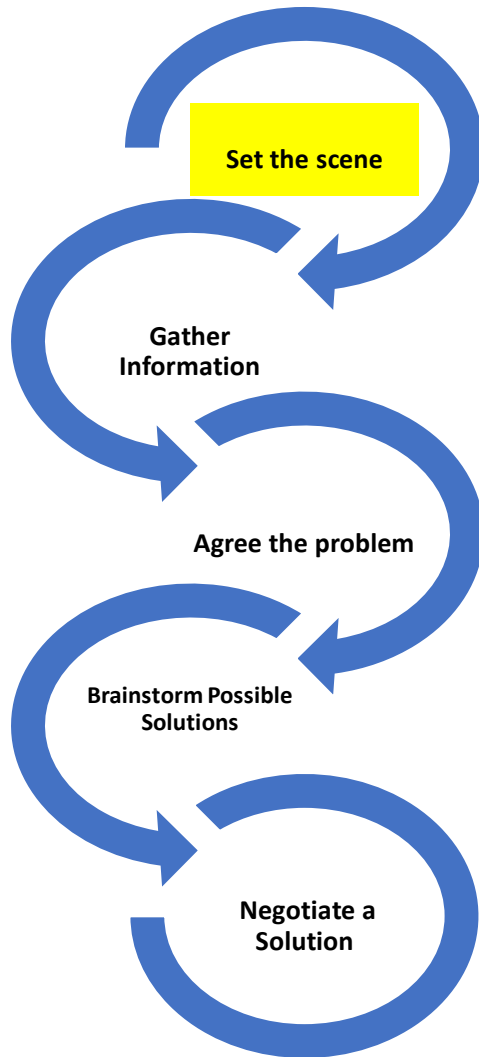 Set the scene
Gather
Information
Agree the problem
Brainstorm Possible
Solutions
Negotiate a
Solution